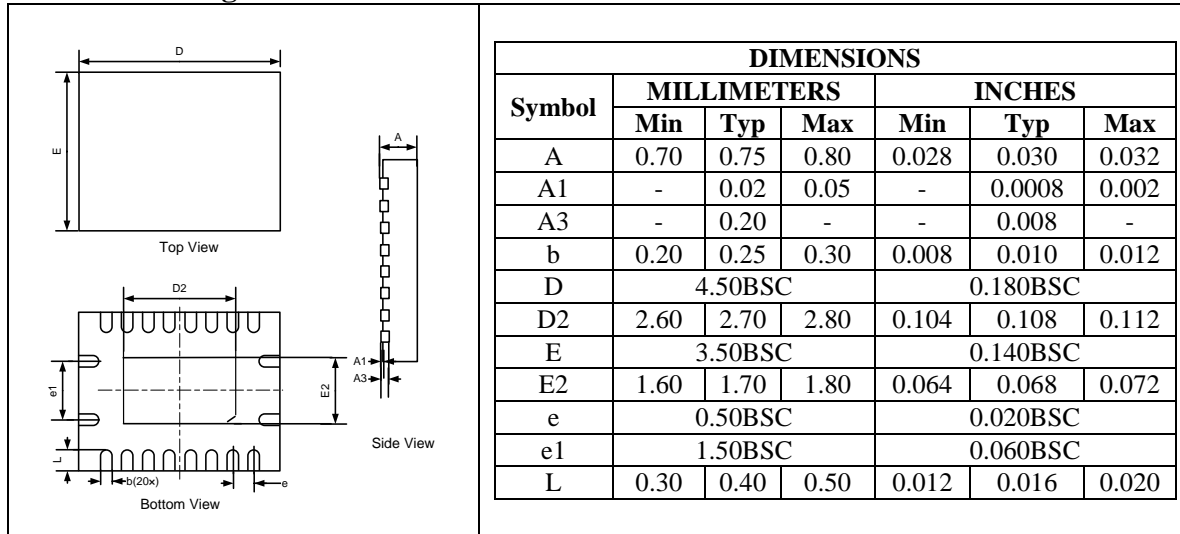 D
E
Top View
D2
e1
E2
L
b(20x)
e
Bottom View
A
A1
A3
Side View
DIMENSIONS
Symbol MILLIMETERS INCHES
Min Typ Max Min Typ Max
A 0.70 0.75 0.80 0.028 0.030 0.032
A1 - 0.02 0.05 - 0.0008 0.002
A3 - 0.20 - - 0.008 -
b 0.20 0.25 0.30 0.008 0.010 0.012
D 4.50BSC 0.180BSC
D2 2.60 2.70 2.80 0.104 0.108 0.112
E 3.50BSC 0.140BSC
E2 1.60 1.70 1.80 0.064 0.068 0.072
e 0.50BSC 0.020BSC
e1 1.50BSC 0.060BSC
L 0.30 0.40 0.50 0.012 0.016 0.020